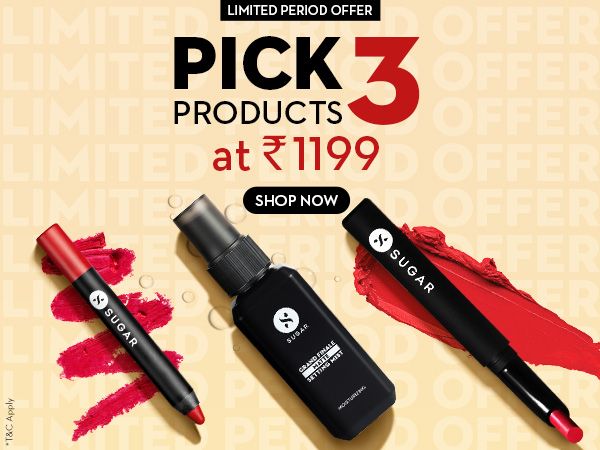 LIMITED PERIOD OFFER
PICK 3
PRODUCTS
at ₹1199
SHOP NOW
SUGAR
SUGAR
GRAND FINALE
MATTE
SETTING MIST
MOISTURIZING
SUGAR
*T&C Apply
LIMITED PERIOD OFFER
LIMITED PERIOD OFFER
LIMITED PERIOD OFFER
LIMITED PERIOD OFFER
LIMITED PERIOD OFFER
LIMITED PERIOD OFFER
LIMITED PERIOD OFFER